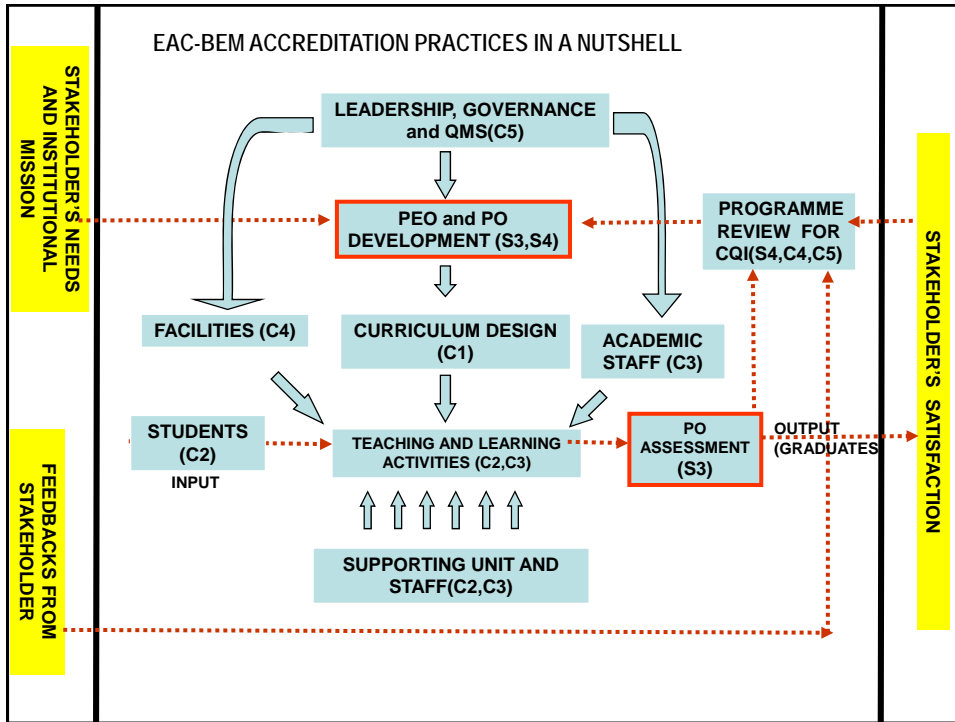 EAC-BEM ACCREDITATION PRACTICES IN A NUTSHELL
STAKEHOLDER'S NEEDS
AND INSTITUTIONAL
MISSION
LEADERSHIP, GOVERNANCE
and QMS(C5)
PEO and PO
DEVELOPMENT (S3,S4)
PROGRAMME
REVIEW FOR
CQI(S4,C4,C5)
STAKEHOLDER'S SATISFACTION
FACILITIES (C4)
CURRICULUM DESIGN
(C1)
ACADEMIC
STAFF (C3)
FEEDBACKS FROM
STAKEHOLDER
STUDENTS
(C2)
INPUT
TEACHING AND LEARNING
ACTIVITIES (C2,C3)
PO
ASSESSMENT
(S3)
OUTPUT
(GRADUATES
SUPPORTING UNIT AND
STAFF(C2,C3)